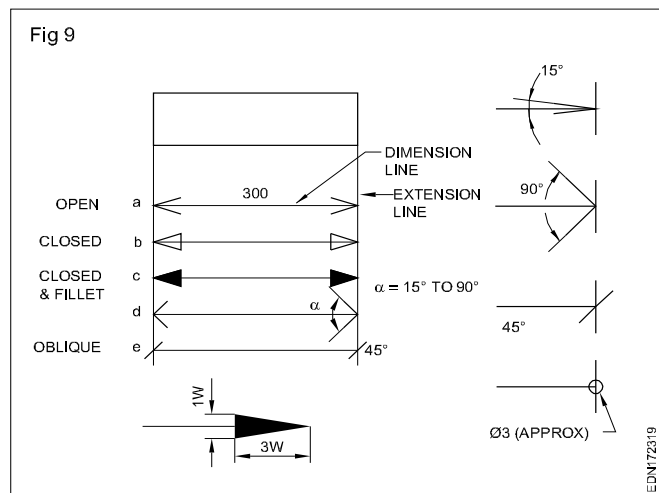 Fig 9
15°
DIMENSION
LINE
300
OPEN a
EXTENSION
LINE
90°
CLOSED b
CLOSED
& FILLET
c
α = 15° TO 90°
d
α
45°
OBLIQUE e
45°
1W
3W
Ø3 (APPROX)
EDN172319